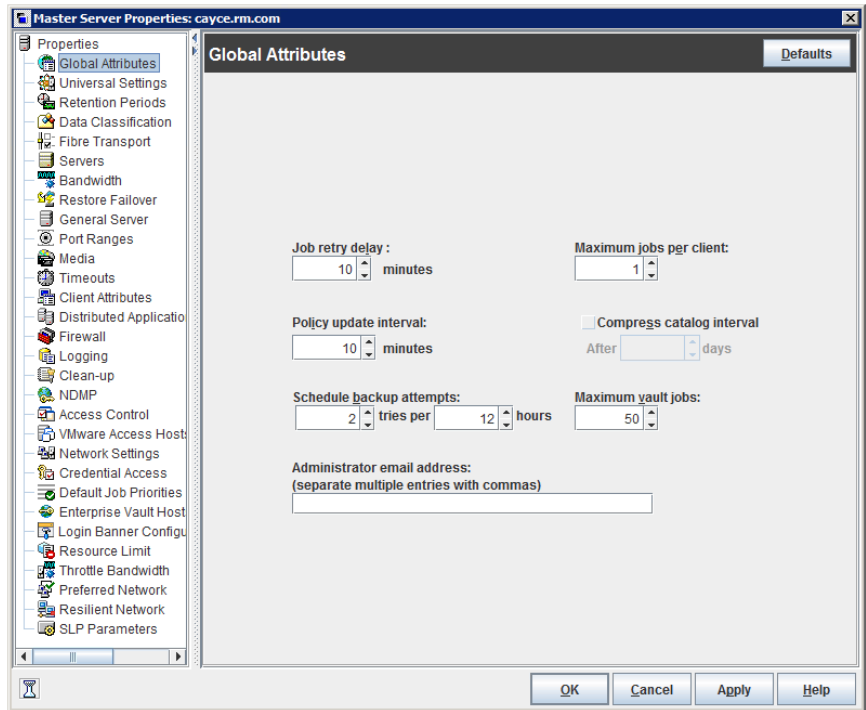 Master Server Properties: cayce.rm.com
Properties
Global Attributes
Universal Settings
Retention Periods
Data Classification
Fibre Transport
Servers
Bandwidth
Restore Failover
General Server
Port Ranges
Media
Timeouts
Client Attributes
Distributed Applicatio
Firewall
Logging
Clean-up
NDMP
Access Control
VMware Access Hosts
Network Settings
Credential Access
Default Job Priorities
Enterprise Vault Host
Login Banner Configu
Resource Limit
Throttle Bandwidth
Preferred Network
Resilient Network
SLP Parameters
Global Attributes
Defaults
Job retry delay :
10 minutes
Maximum jobs per client:
1
Policy update interval:
10 minutes
Compress catalog interval
After days
Schedule backup attempts:
2 tries per 12 hours
Maximum vault jobs:
50
Administrator email address:
(separate multiple entries with commas)
OK Cancel Apply Help